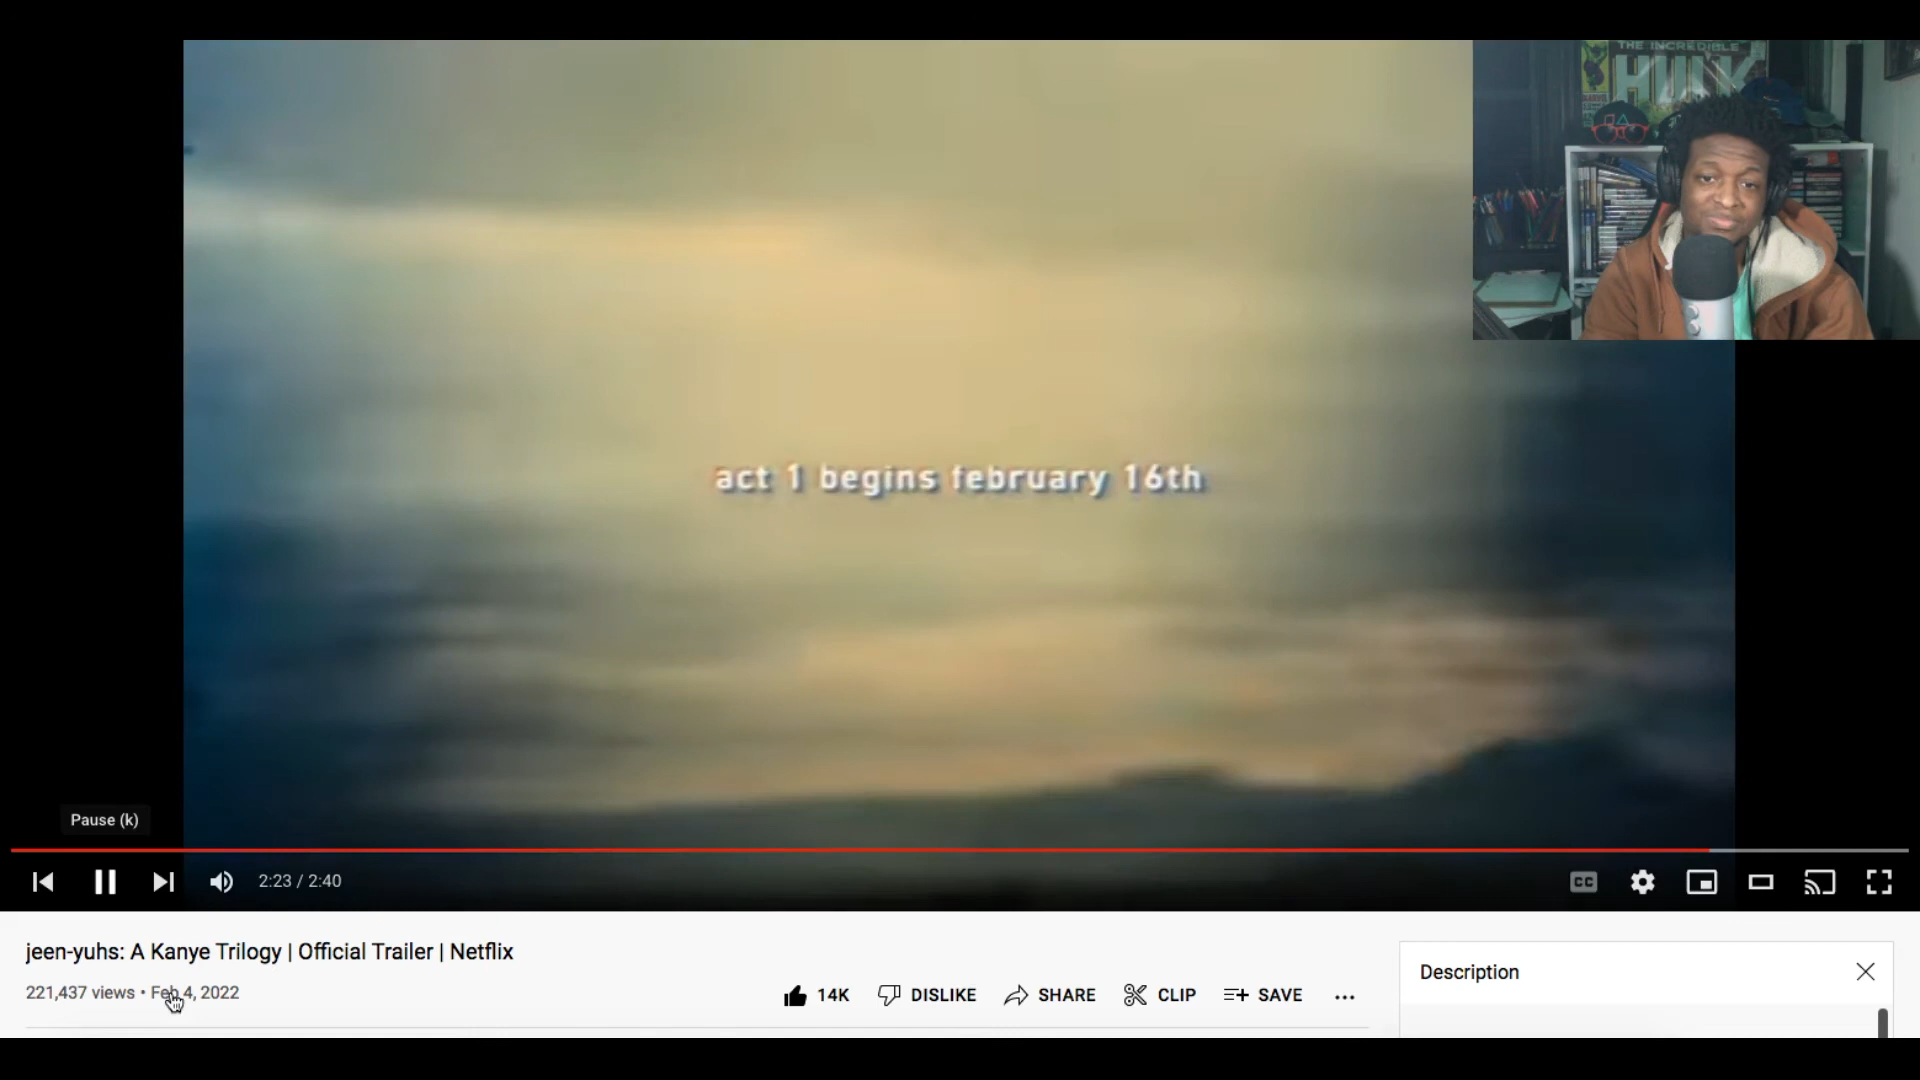 THE INCREDIBLE
HULK
act 1 begins february 16th
Pause (k)
2:23 / 2:40
CC
jeen-yuhs: A Kanye Trilogy | Official Trailer | Netflix
221,437 views • Feb 4, 2022
14K DISLIKE SHARE CLIP SAVE
Description